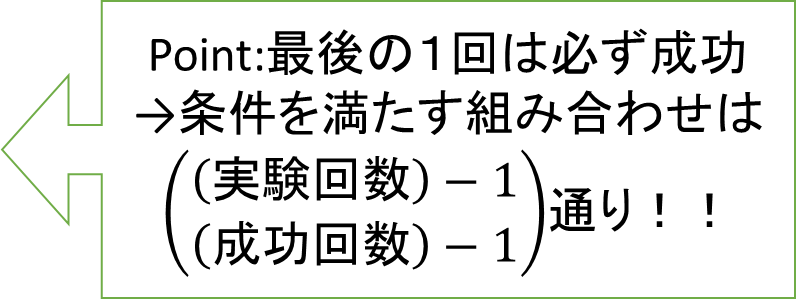 Point:最後の１回は必ず成功
→条件を満たす組み合わせは
((実験回数) − 1
(成功回数) − 1)通り！！